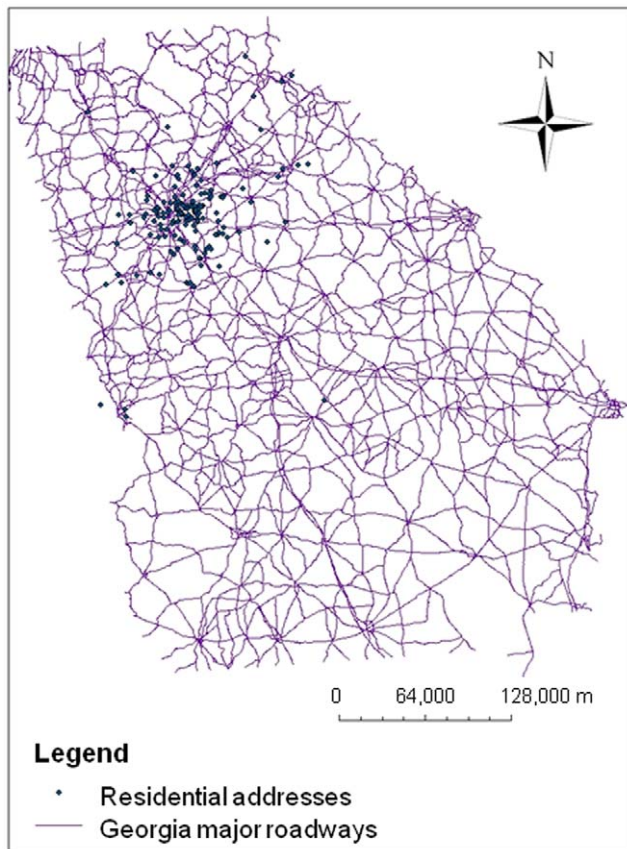 N
0 64,000 128,000 m
Legend
Residential addresses
Georgia major roadways